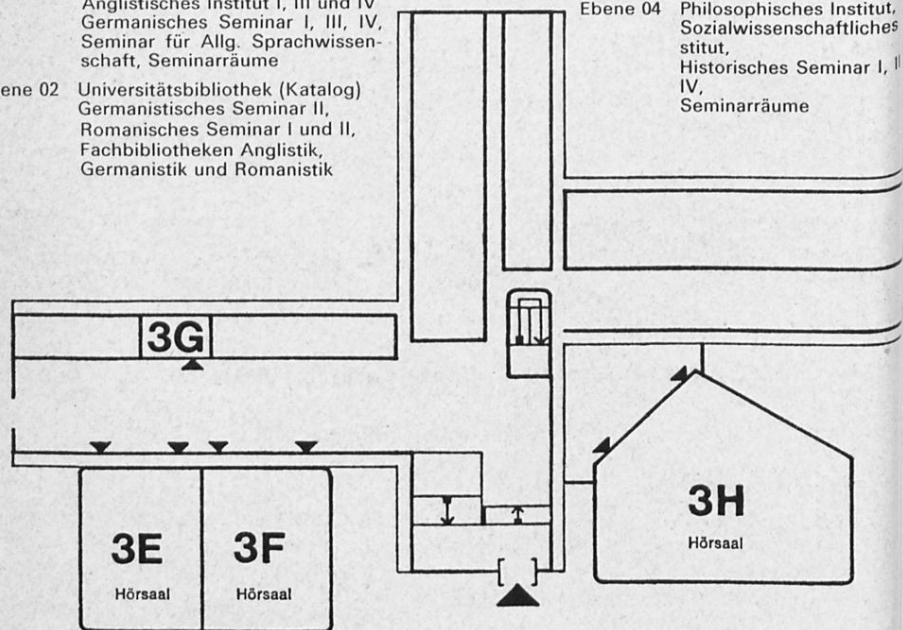 Anglistisches Institut I, III und IV
Germanisches Seminar I, III, IV,
Seminar für Allg. Sprachwissen-
schaft, Seminarräume
ene 02 Universitätsbibliothek (Katalog)
Germanistisches Seminar II,
Romanisches Seminar I und II,
Fachbibliotheken Anglistik,
Germanistik und Romanistik
Ebene 04 Philosophisches Institut,
Sozialwissenschaftliches
stitut,
Historisches Seminar I,
IV,
Seminarräume
3G
3E
Hörsaal
3F
Hörsaal
3H
Hörsaal